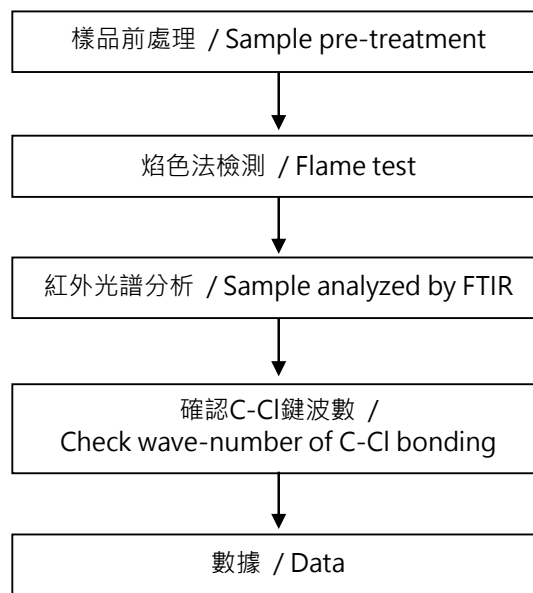 樣品前處理 / Sample pre-treatment
焰色法檢測 / Flame test
紅外光譜分析 / Sample analyzed by FTIR
確認C-Cl鍵波數 /
Check wave-number of C-Cl bonding
數據 / Data